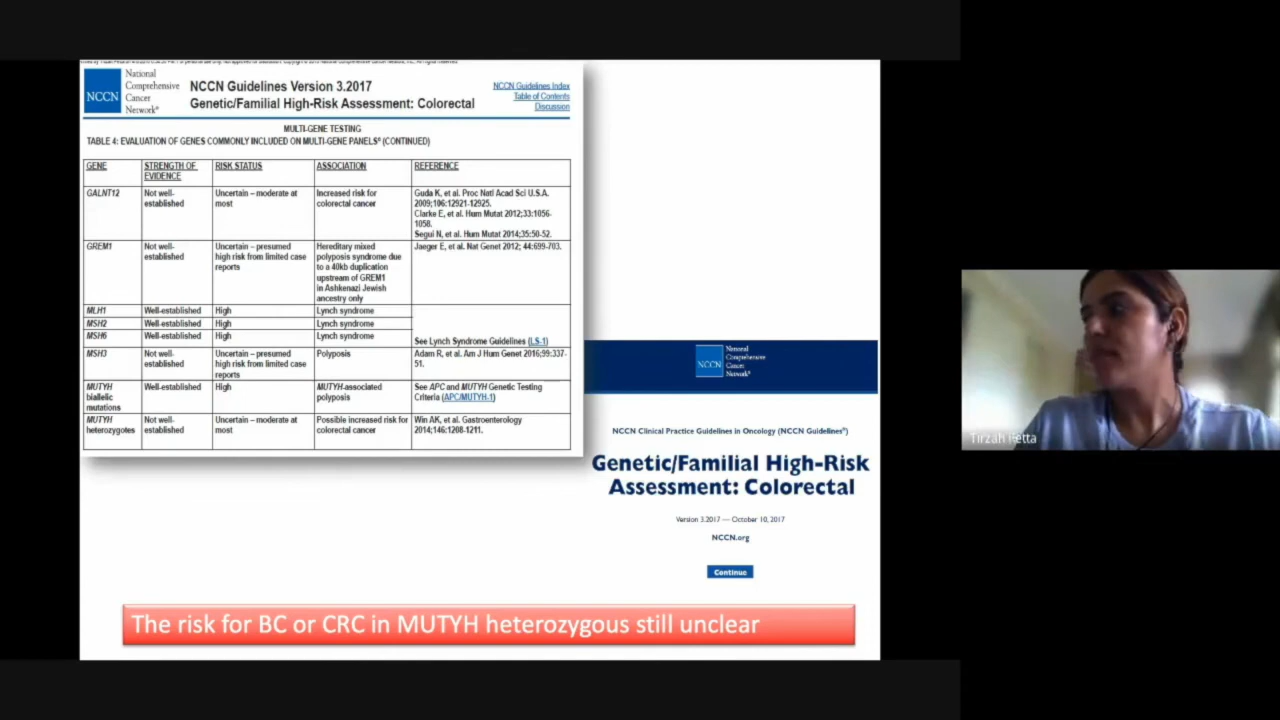 National
Comprehensive
NCCN Cancer
Network®
NCCN Guidelines Version 3.2017
Genetic/Familial High-Risk Assessment: Colorectal
NCCN Guidelines Index
Table of Contents
Discussion
MULTI-GENE TESTING
TABLE 4: EVALUATION OF GENES COMMONLY INCLUDED ON MULTI-GENE PANELS (CONTINUED)
GENE STRENGTH OF EVIDENCE RISK STATUS ASSOCIATION REFERENCE
GALNT12 Not well-established Uncertain – moderate at most Increased risk for colorectal cancer Guda K, et al. Proc Natl Acad Sci U.S.A. 2009;106:12921-12925.
Clarke E, et al. Hum Mutat 2012;33:1056-1058.
Segui N, et al. Hum Mutat 2014;35:50-52.
GREM1 Not well-established Uncertain – presumed high risk from limited case reports Hereditary mixed polyposis syndrome due to a 40kb duplication upstream of GREM1 in Ashkenazi Jewish ancestry only Jaeger E, et al. Nat Genet 2012; 44:699-703.
MLH1 Well-established High Lynch syndrome
MSH2 Well-established High Lynch syndrome
MSH6 Well-established High Lynch syndrome
See Lynch Syndrome Guidelines (LS-1)
MSH3 Not well-established Uncertain – presumed high risk from limited case reports Polyposis Adam R, et al. Am J Hum Genet 2016;99:337-51.
MUTYH biallelic mutations Well-established High MUTYH-associated polyposis See APC and MUTYH Genetic Testing Criteria (APC/MUTYH-1)
MUTYH heterozygotes Not well-established Uncertain – moderate at most Possible increased risk for colorectal cancer Win AK, et al. Gastroenterology 2014;146:1208-1211.
National
Comprehensive
NCCN Cancer
Network®
NCCN Clinical Practice Guidelines in Oncology (NCCN Guidelines®)
Genetic/Familial High-Risk
Assessment: Colorectal
Version 3.2017 — October 10, 2017
NCCN.org
Continue
The risk for BC or CRC in MUTYH heterozygous still unclear
Tirzah Petta